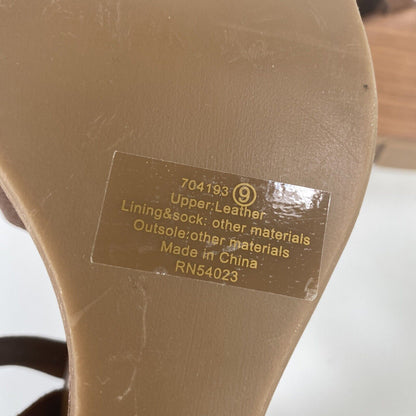 704193 ⑨
Upper:Leather
Lining&sock: other materials
Outsole:other materials
Made in China
RN54023